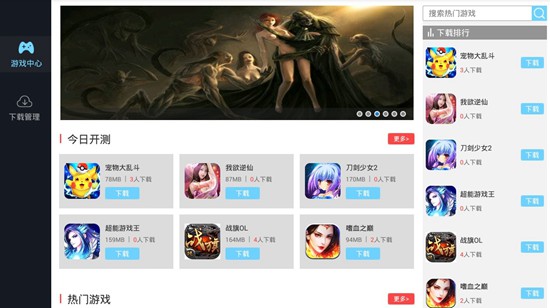 游戏中心
下载管理
今日开测
更多>
宠物大乱斗
78MB | 3人下载
下载
我欲逆仙
87MB | 0人下载
下载
刀剑少女2
170MB | 0人下载
下载
超能游戏王
159MB | 0人下载
下载
战旗OL
164MB | 4人下载
下载
嗜血之巅
94MB | 2人下载
下载
热门游戏
更多>
搜索热门游戏
下载排行
宠物大乱斗
3人下载
下载
我欲逆仙
0人下载
下载
刀剑少女2
0人下载
下载
超能游戏王
0人下载
下载
战旗OL
4人下载
下载
嗜血之巅
2人下载
下载